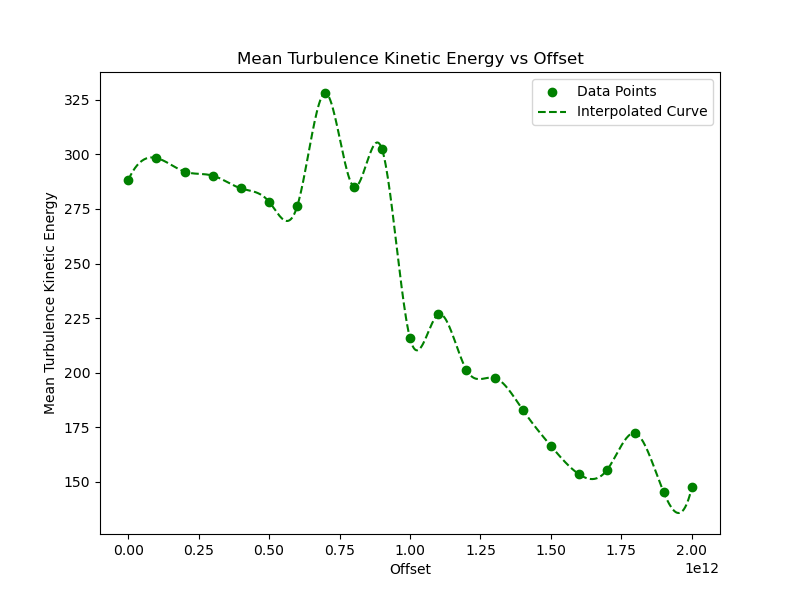 Mean Turbulence Kinetic Energy vs Offset
Data Points
Interpolated Curve
Mean Turbulence Kinetic Energy
325
300
275
250
225
200
175
150
0.00 0.25 0.50 0.75 1.00 1.25 1.50 1.75 2.00
1e12
Offset